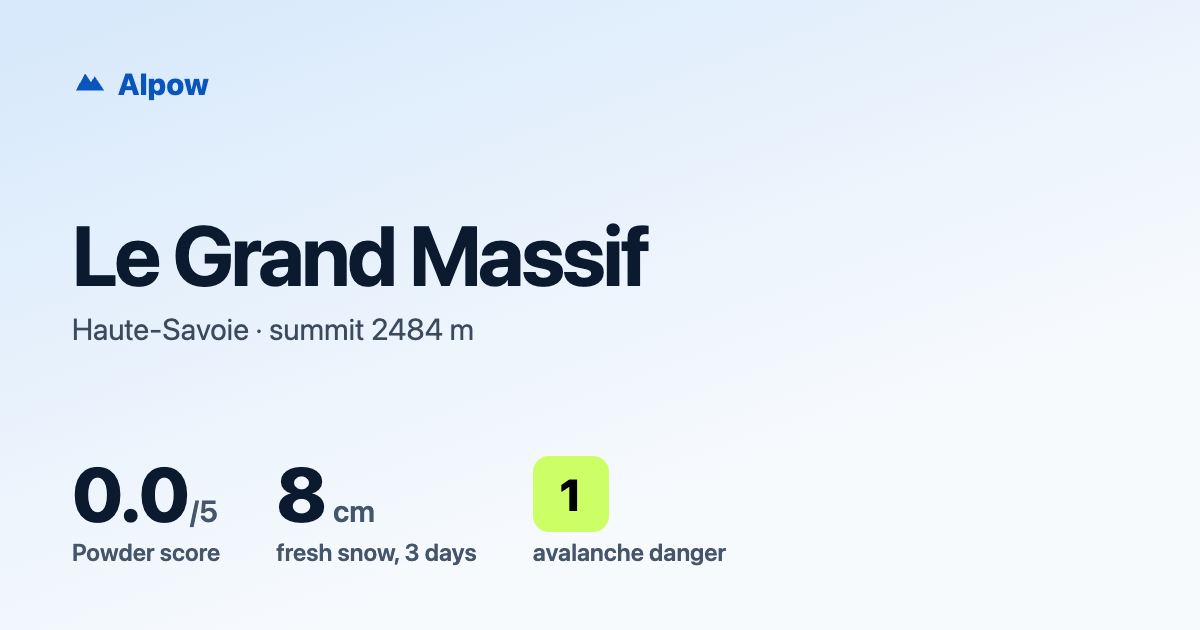 Alpow
Le Grand Massif
Haute-Savoie · summit 2484 m
0.0/5
Powder score
8 cm
fresh snow, 3 days
1
avalanche danger